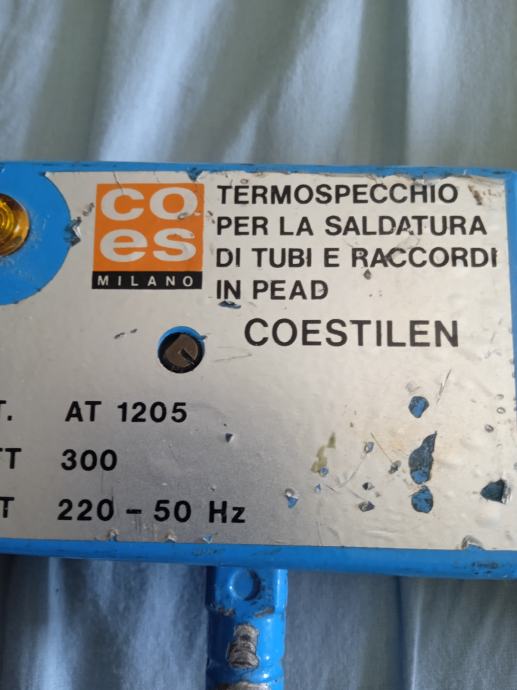 co
es
MILANO
TERMOSPECCHIO
PER LA SALDATURA
DI TUBI E RACCORDI
IN PEAD
COESTILEN
T. AT 1205
TT 300
T 220 - 50 Hz